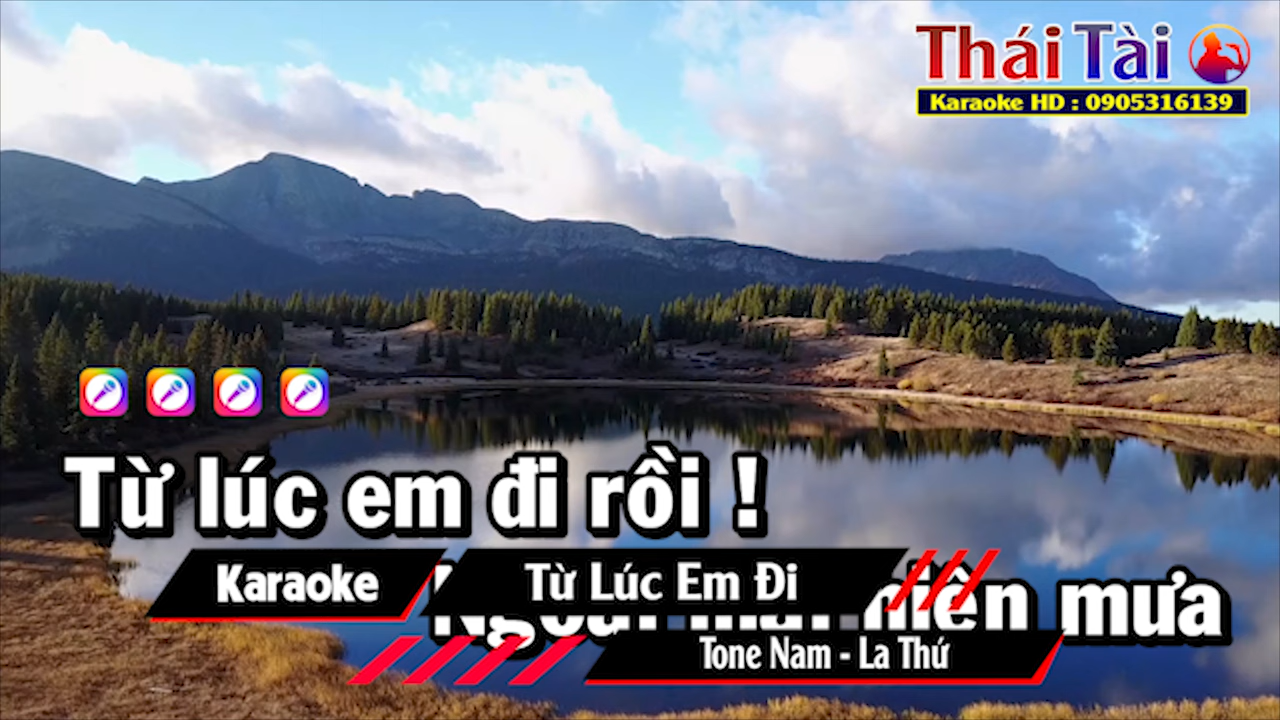 Thái Tài
Karaoke HD : 0905316139
Từ lúc em đi rồi !
Karaoke
Từ Lúc Em Đi
mưa
Tone Nam - La Thứ